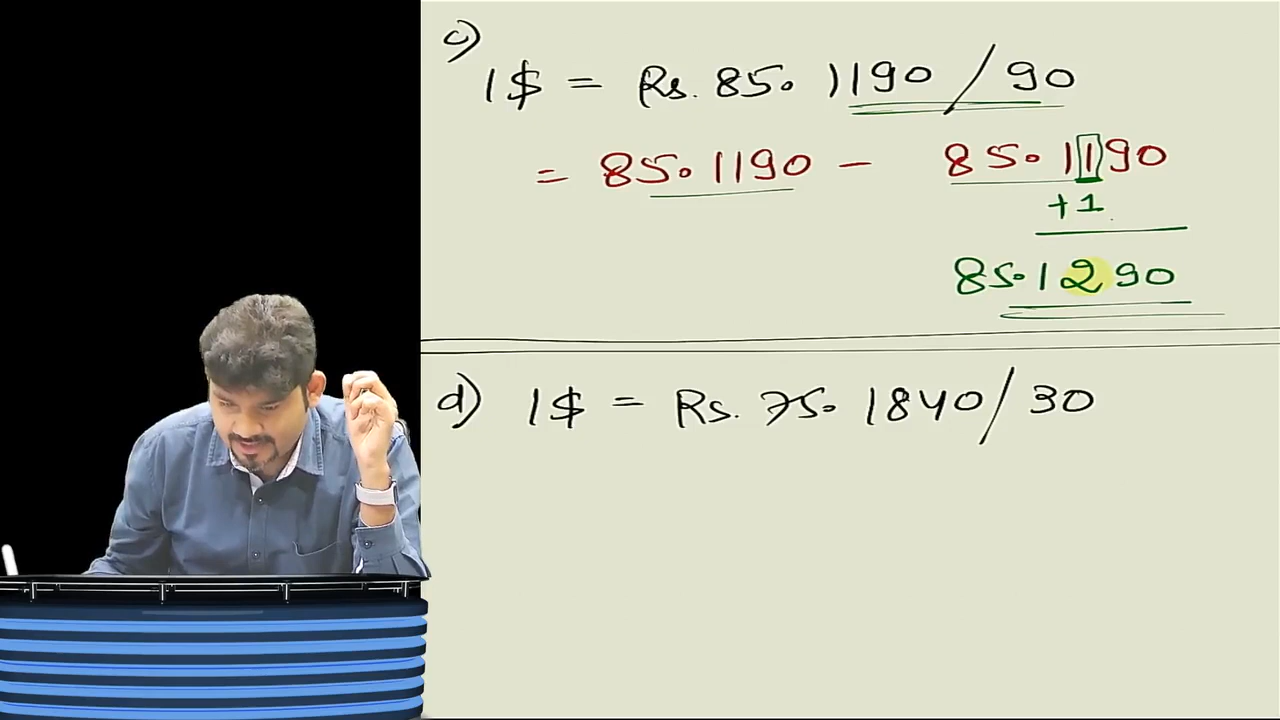 c)
1$ = Rs. 85.1190/90
= 85.1190 - 85.1190
+1
85.1290
d) 1$ = Rs. 75.1840/30